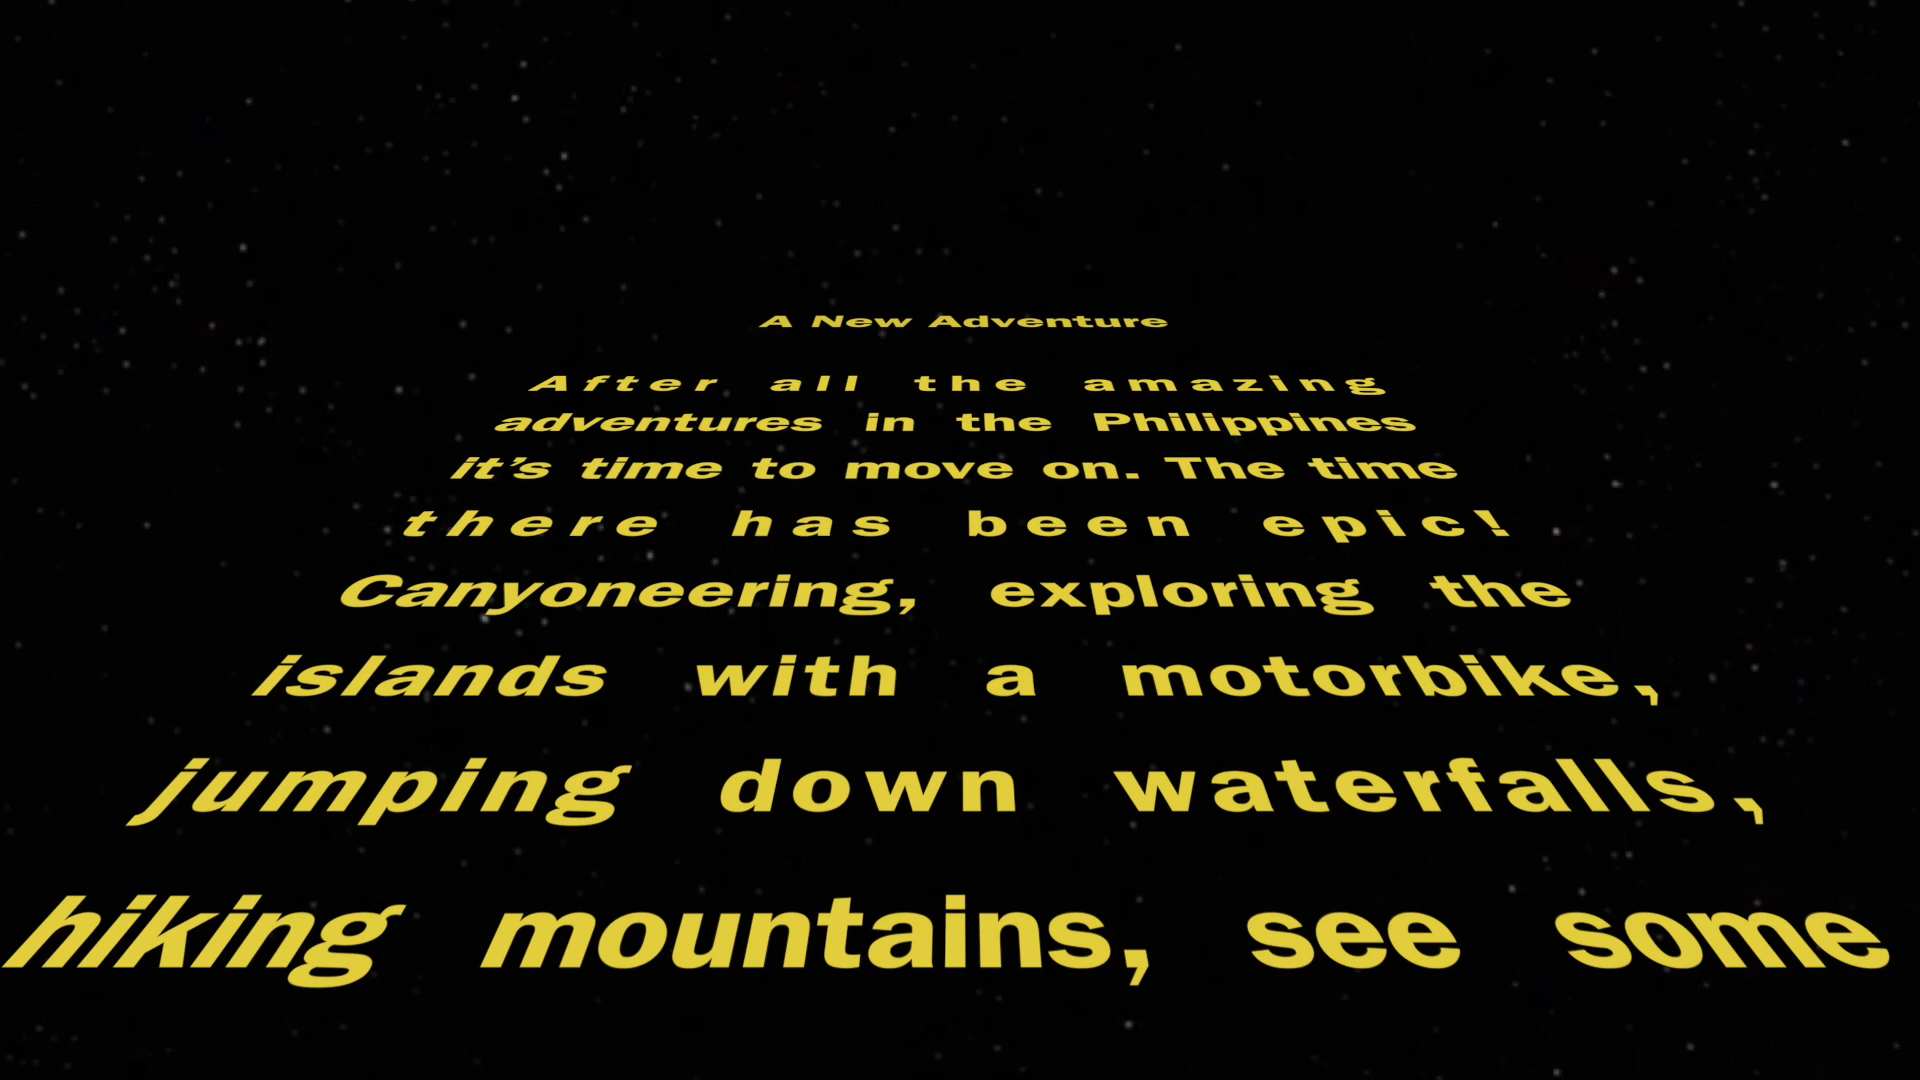 A New Adventure
After all the amazing
adventures in the Philippines
it’s time to move on. The time
there has been epic!
Canyoneering, exploring the
islands with a motorbike,
jumping down waterfalls,
hiking mountains, see some